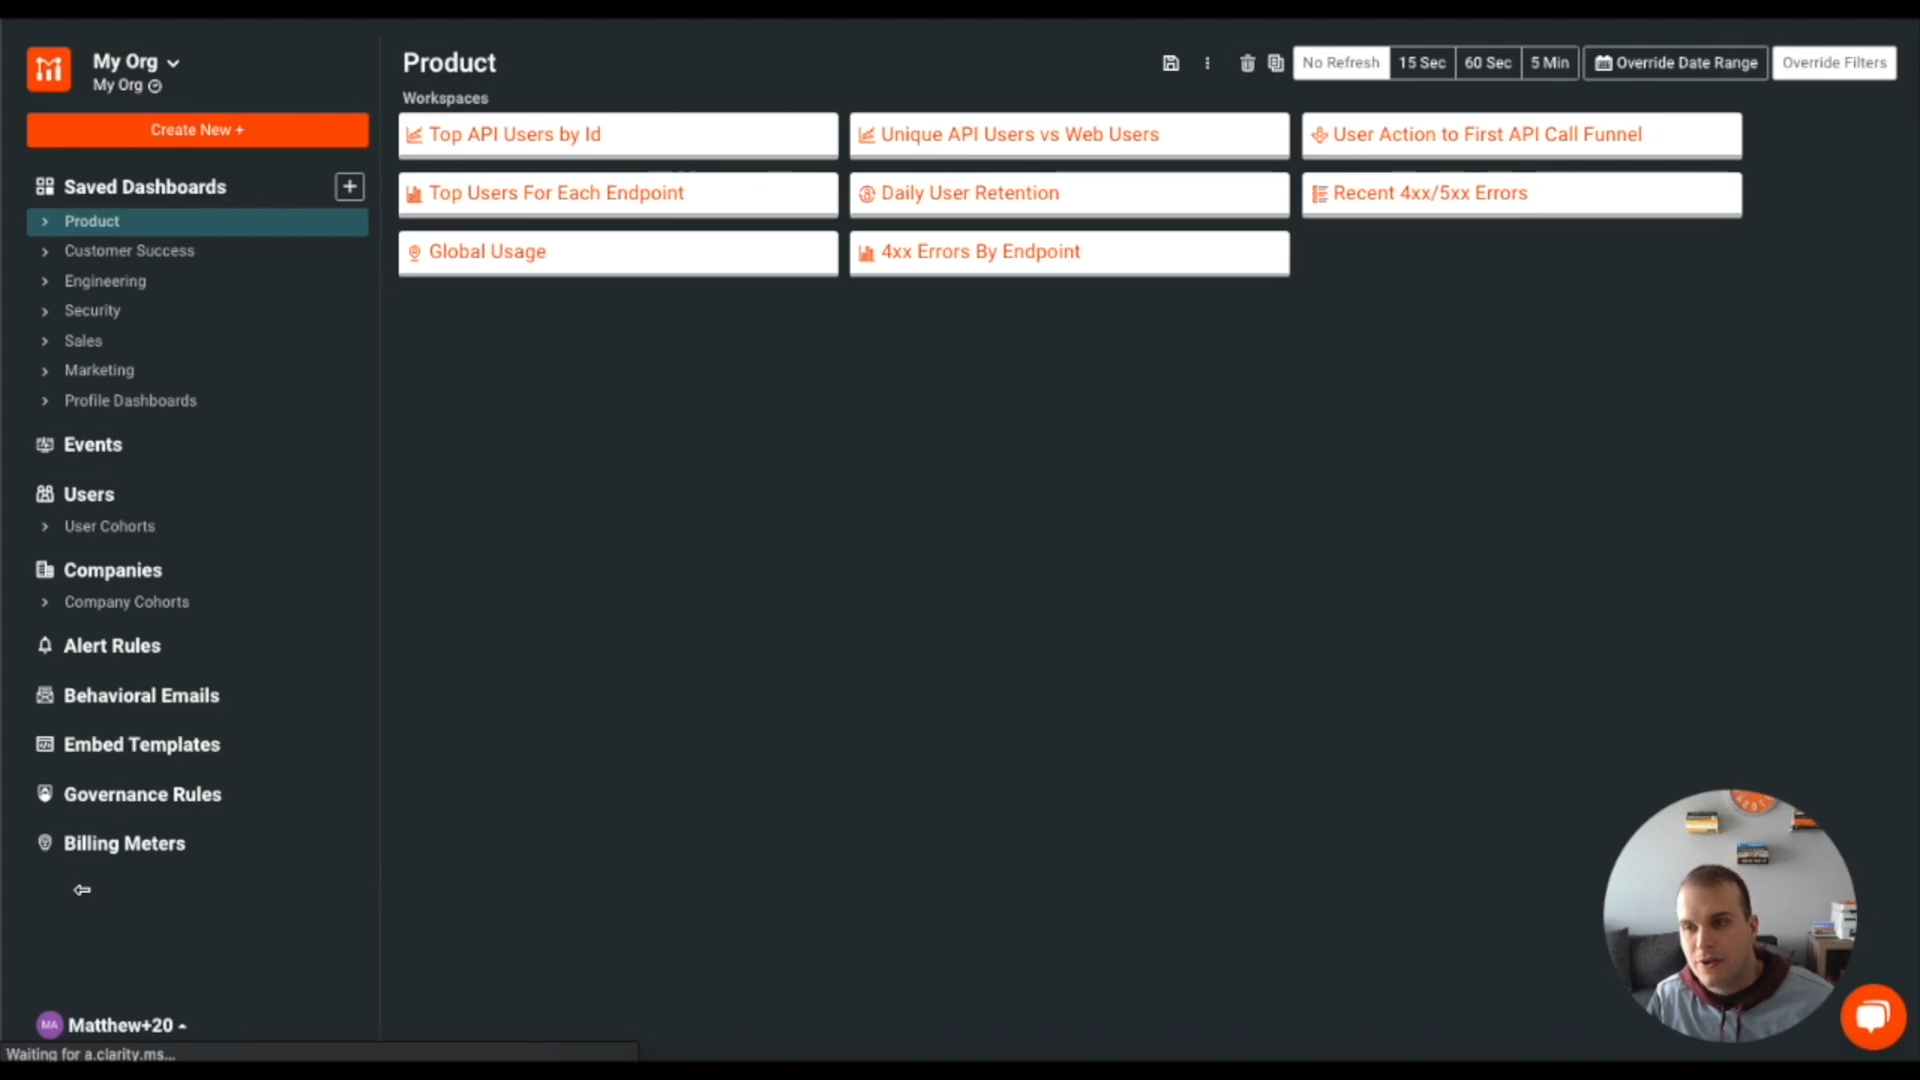 My Org
My Org
Create New +
Saved Dashboards
Product
Customer Success
Engineering
Security
Sales
Marketing
Profile Dashboards
Events
Users
User Cohorts
Companies
Company Cohorts
Alert Rules
Behavioral Emails
Embed Templates
Governance Rules
Billing Meters
MA Matthew+20
Waiting for a.clarity.ms...
Product
No Refresh 15 Sec 60 Sec 5 Min Override Date Range Override Filters
Workspaces
Top API Users by Id
Unique API Users vs Web Users
User Action to First API Call Funnel
Top Users For Each Endpoint
Daily User Retention
Recent 4xx/5xx Errors
Global Usage
4xx Errors By Endpoint